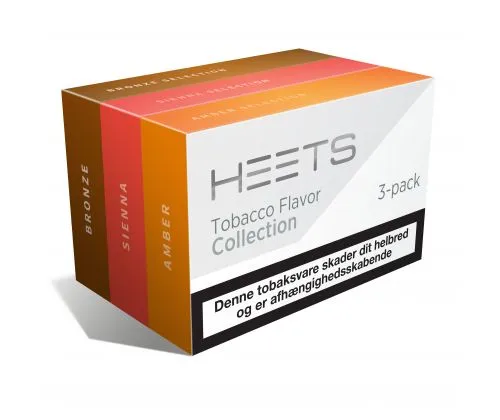 BRONZE SELECTION
SIENNA SELECTION
AMBER SELECTION
BRONZE
SIENNA
AMBER
HEETS
Tobacco Flavor
Collection
3-pack
Denne tobaksvare skader dit helbred
og er afhængighedsskabende